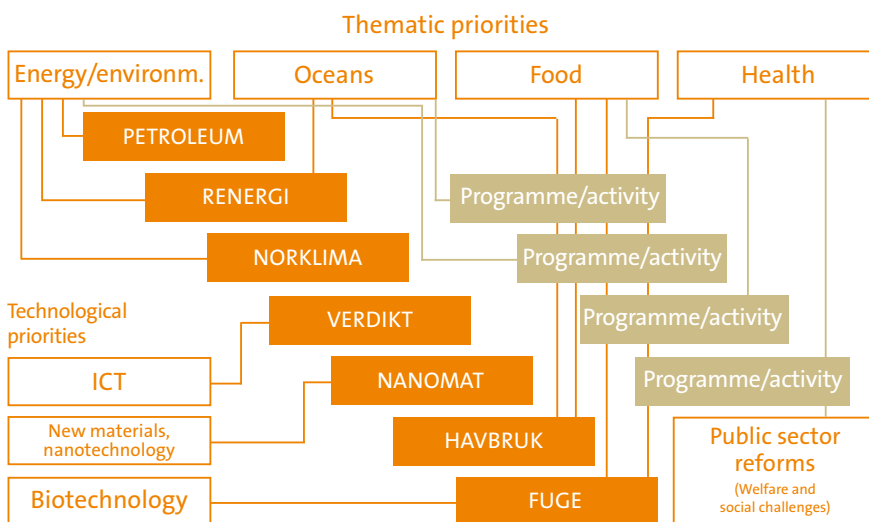 Thematic priorities
Energy/environm.
Oceans
Food
Health
PETROLEUM
RENERGI
Programme/activity
NORKLIMA
Programme/activity
Technological
priorities
VERDIKT
Programme/activity
ICT
NANOMAT
Programme/activity
New materials,
nanotechnology
HAVBRUK
Public sector
reforms
(Welfare and
social challenges)
Biotechnology
FUGE